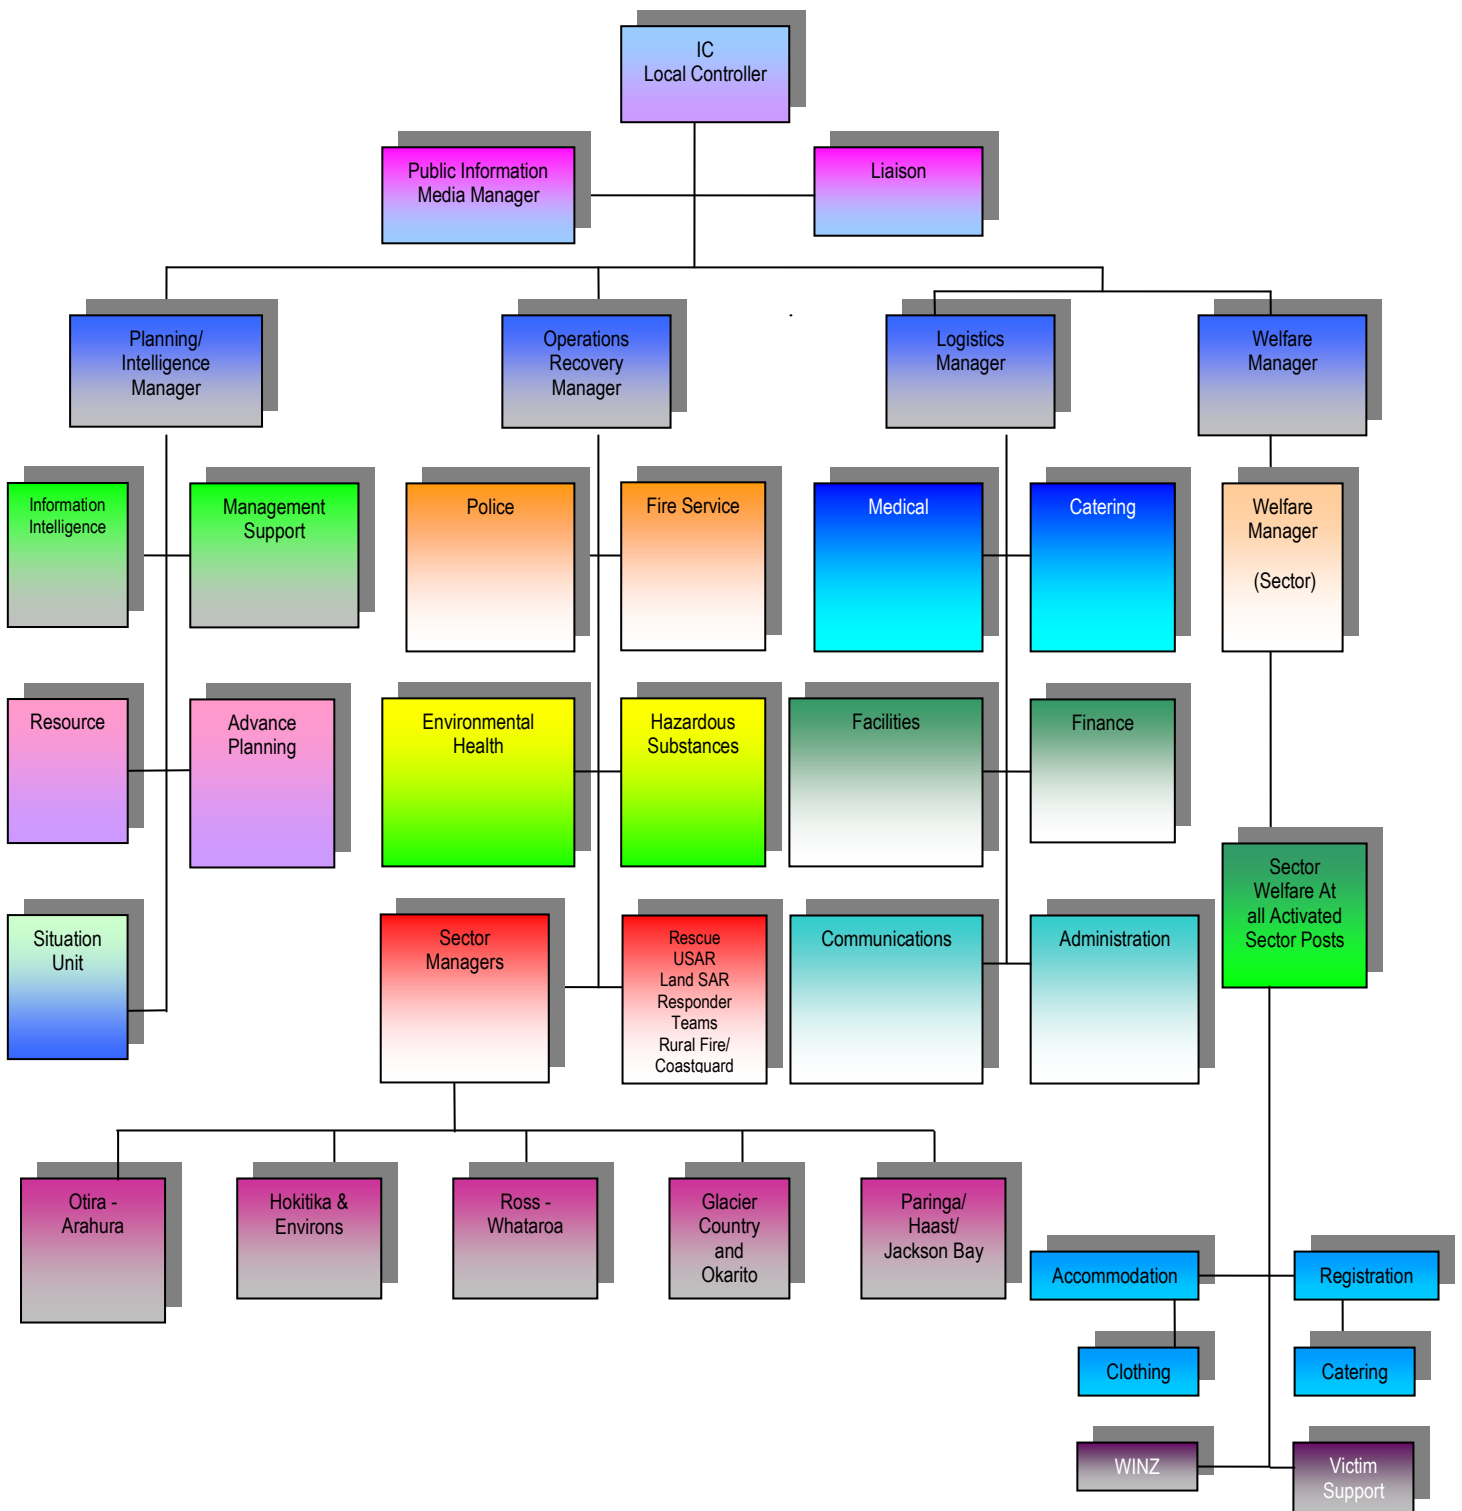 IC
Local Controller
Public Information
Media Manager
Liaison
Planning/
Intelligence
Manager
Operations
Recovery
Manager
Logistics
Manager
Welfare
Manager
Information
Intelligence
Management
Support
Police
Fire Service
Medical
Catering
Welfare
Manager
(Sector)
Resource
Advance
Planning
Environmental
Health
Hazardous
Substances
Facilities
Finance
Sector
Welfare At
all Activated
Sector Posts
Situation
Unit
Sector
Managers
Rescue
USAR
Land SAR
Responder
Teams
Rural Fire/
Coastguard
Communications
Administration
Otira -
Arahura
Hokitika &
Environs
Ross -
Whataroa
Glacier
Country
and
Okarito
Paringa/
Haast/
Jackson Bay
Accommodation
Registration
Clothing
Catering
WINZ
Victim
Support